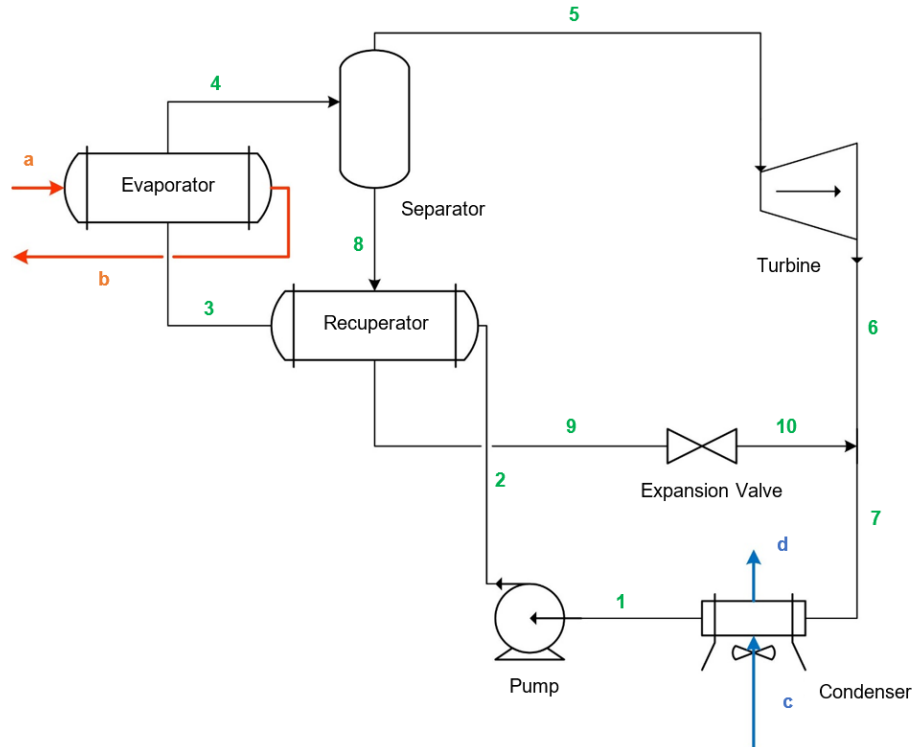 5
4
a
Evaporator
Separator
8
b
Turbine
3
Recuperator
6
9
10
2
Expansion Valve
7
d
1
Pump
Condenser
c